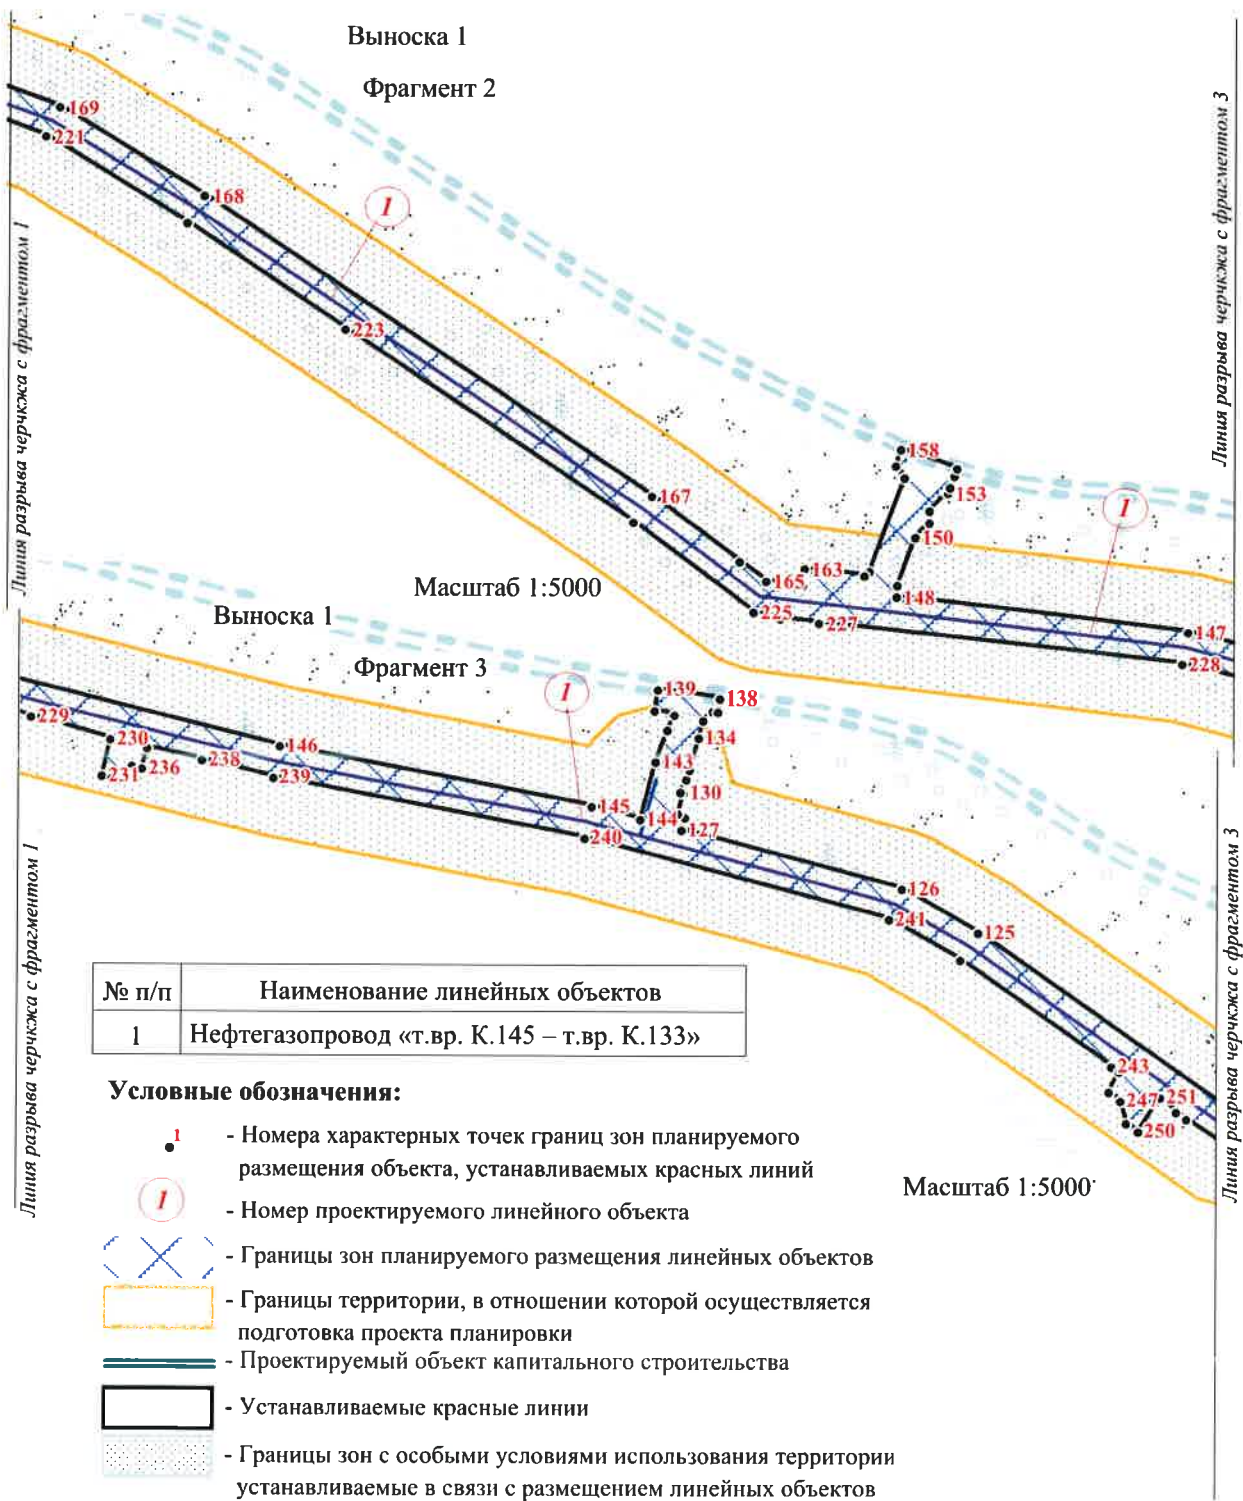 Выноска 1
Фрагмент 2
Линия разрыва черчкжа с фрагментом 1
Линия разрыва черчкжа с фрагментом 3
169
221
168
1
223
167
158
153
1
150
163
165
148
225
227
147
228
Масштаб 1:5000
Выноска 1
Фрагмент 3
Линия разрыва черчкжа с фрагментом 1
Линия разрыва черчкжа с фрагментом 3
1
139
138
229
230
146
134
231
236
238
239
143
130
145
144
127
240
126
241
125
243
247
251
250
Масштаб 1:5000
№ п/п Наименование линейных объектов
1 Нефтегазопровод «т.вр. К.145 – т.вр. К.133»
Условные обозначения:
1 - Номера характерных точек границ зон планируемого
размещения объекта, устанавливаемых красных линий
1 - Номер проектируемого линейного объекта
- Границы зон планируемого размещения линейных объектов
- Границы территории, в отношении которой осуществляется
подготовка проекта планировки
- Проектируемый объект капитального строительства
- Устанавливаемые красные линии
- Границы зон с особыми условиями использования территории
устанавливаемые в связи с размещением линейных объектов